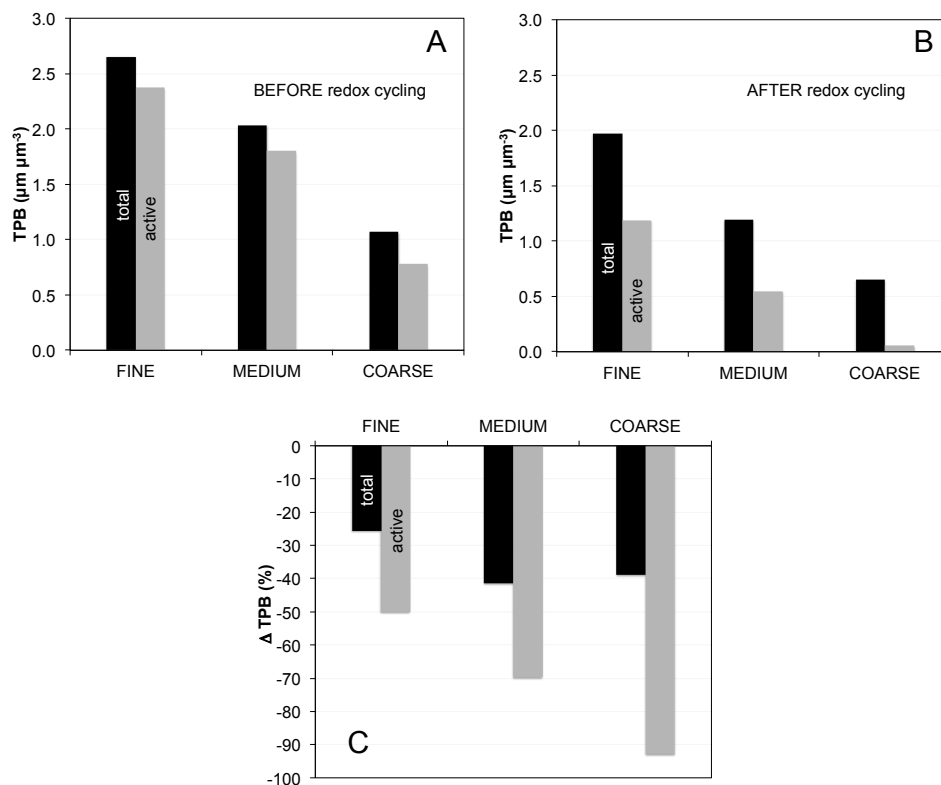 A
BEFORE redox cycling
TPB (µm µm⁻³)
3.0
2.5
2.0
1.5
1.0
0.5
0.0
total
active
FINE MEDIUM COARSE
B
AFTER redox cycling
TPB (µm µm⁻³)
3.0
2.5
2.0
1.5
1.0
0.5
0.0
total
active
FINE MEDIUM COARSE
FINE MEDIUM COARSE
Δ TPB (%)
0
-10
-20
-30
-40
-50
-60
-70
-80
-90
-100
total
active
C